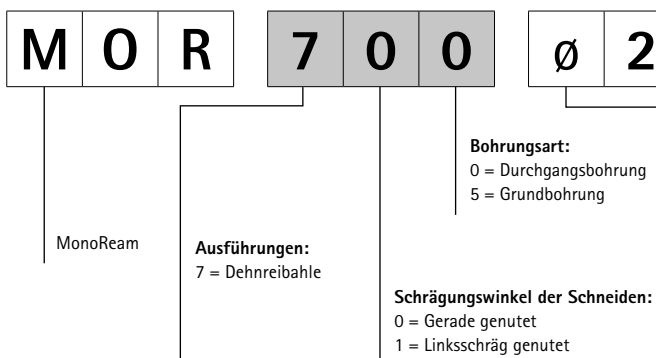 M O R 7 0 0 ø 2
Bohrungsart:
0 = Durchgangsbohrung
5 = Grundbohrung
MonoReam
Ausführungen:
7 = Dehnreibahle
Schrägungswinkel der Schneiden:
0 = Gerade genutet
1 = Linksschräg genutet